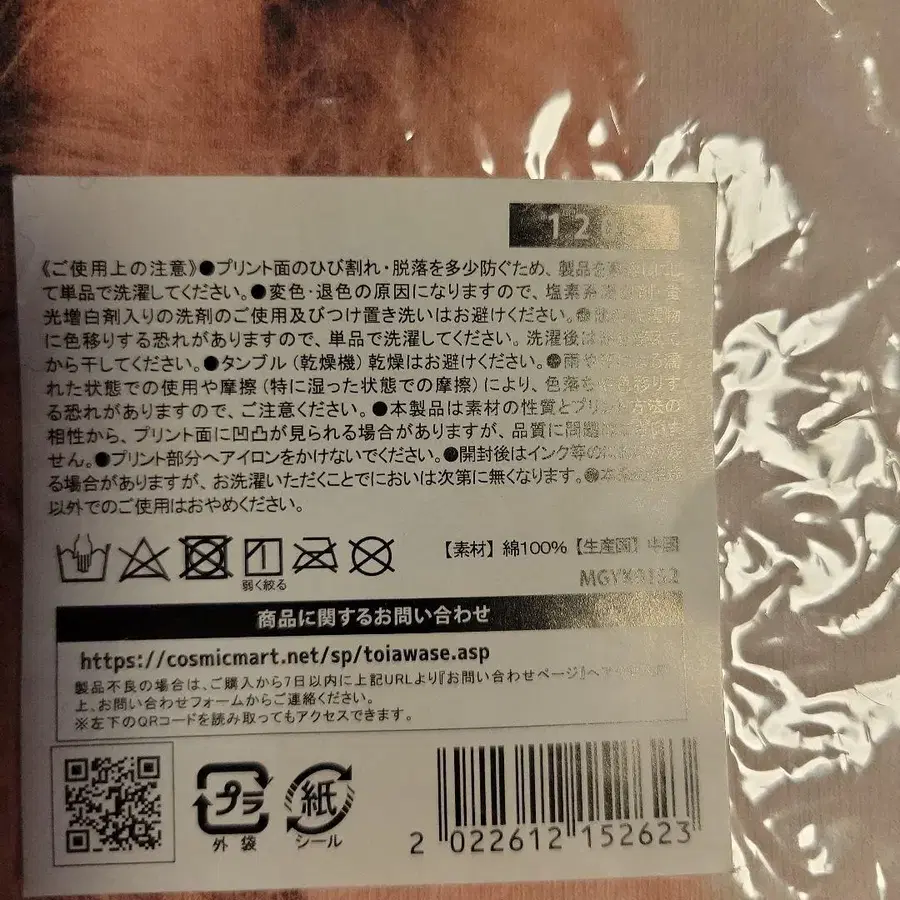 《ご使用上の注意》●プリント面のひび割れ・脱落を多少防ぐため、製品を
て単品で洗濯してください。●変色・退色の原因になりますので、塩素系
光増白剤入りの洗剤のご使用及びつけ置き洗いはお避けください。
に色移りする恐れがありますので、単品で洗濯してください。洗濯後は
から干してください。●タンブル(乾燥機)乾燥はお避けください。●雨や
れた状態での使用や摩擦(特に湿った状態での摩擦)により、色落ちや色移りす
る恐れがありますので、ご注意ください。●本製品は素材の性質とプリント方法の
相性から、プリント面に凹凸が見られる場合がありますが、品質に問題はございま
せん。●プリント部分へアイロンをかけないでください。●開封後はインク等の
る場合がありますが、お洗濯いただくことでにおいは次第に無くなります。
以外でのご使用はおやめください。
弱く絞る
【素材】綿100%【生産国】中国
商品に関するお問い合わせ
https://cosmicmart.net/sp/toiawase.asp
製品不良の場合は、ご購入から7日以内に上記URLより『お問い合わせページ』へ
上、お問い合わせフォームからご連絡ください。
※左下のQRコードを読み取ってもアクセスできます。
プラ
外袋
紙
シール
2 022612 152623